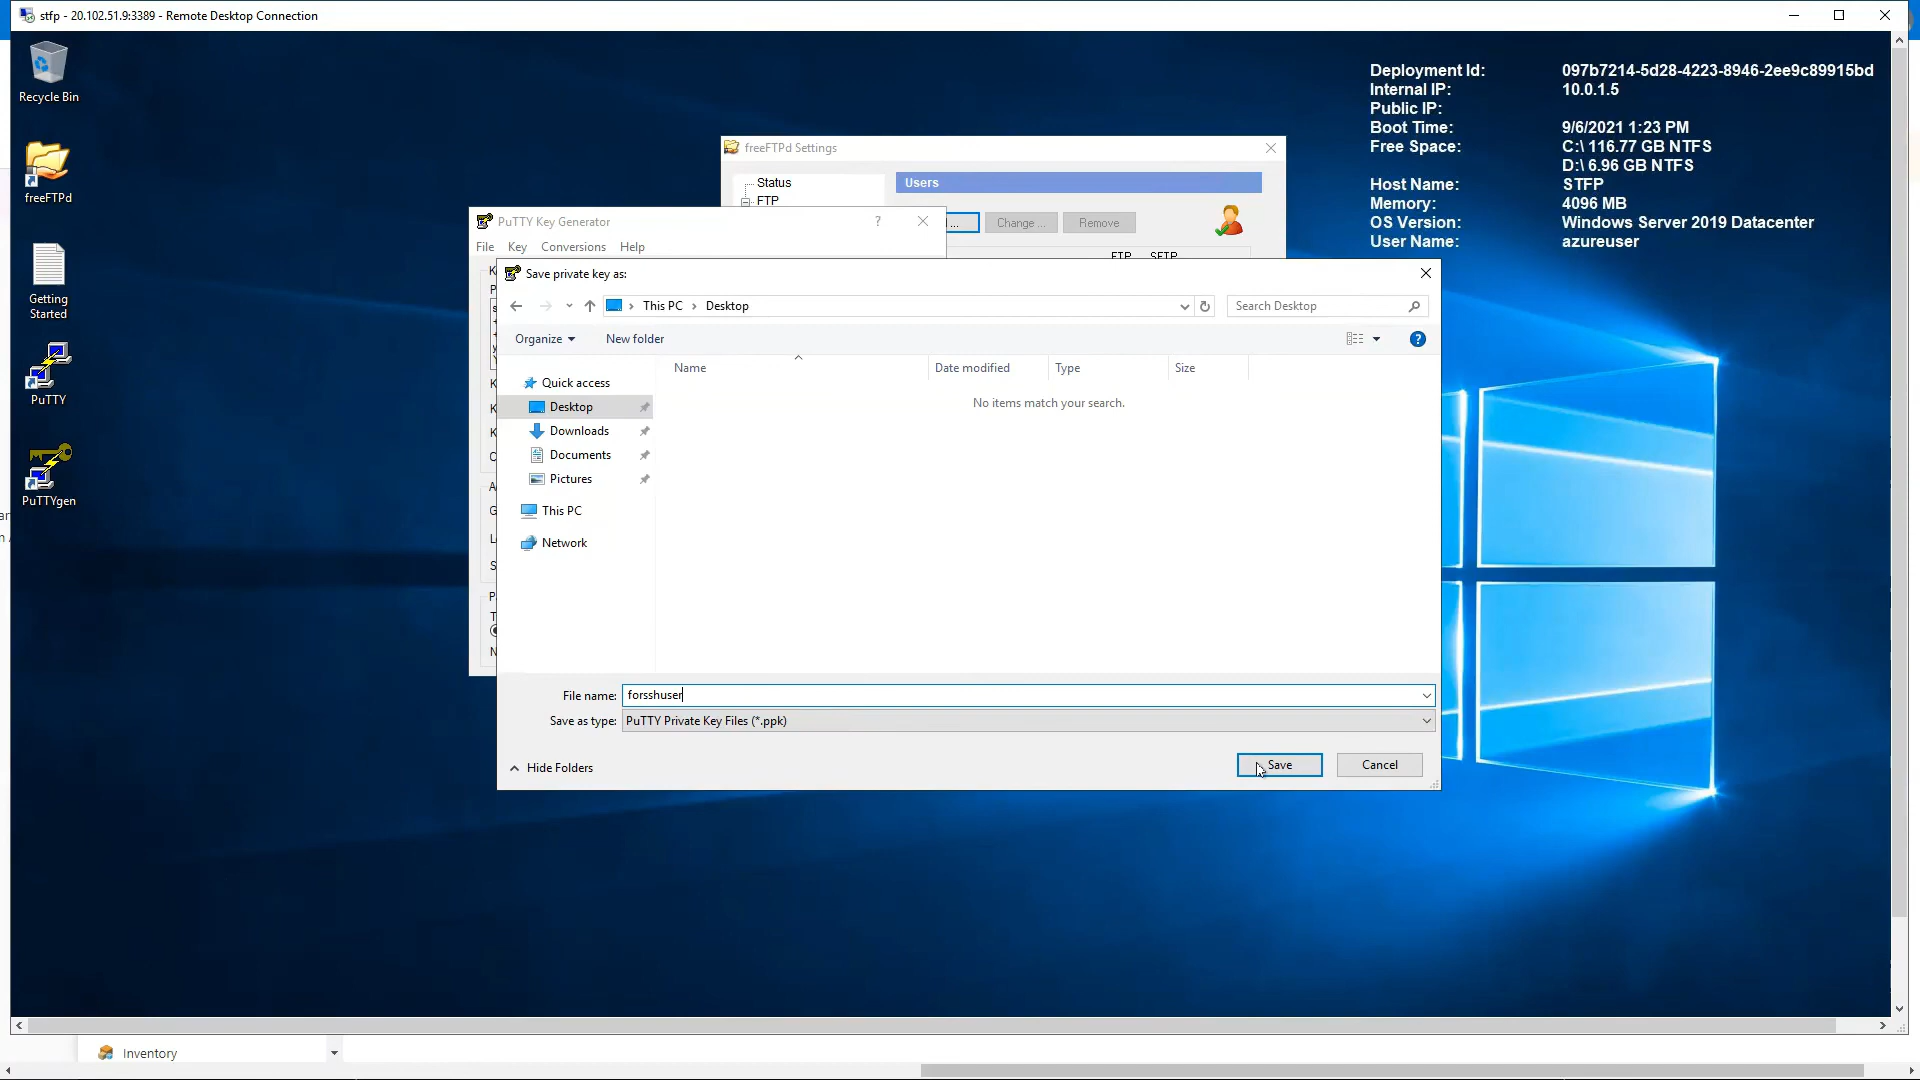 stfp - 20.102.51.9:3389 - Remote Desktop Connection
Recycle Bin
freeFTPd
Getting
Started
PuTTY
PuTTYgen
Deployment Id: 097b7214-5d28-4223-8946-2ee9c89915bd
Internal IP: 10.0.1.5
Public IP:
Boot Time: 9/6/2021 1:23 PM
Free Space: C:\ 116.77 GB NTFS
D:\ 6.96 GB NTFS
Host Name: STFP
Memory: 4096 MB
OS Version: Windows Server 2019 Datacenter
User Name: azureuser
freeFTPd Settings
Status
FTP
Users
... Change ... Remove
FTP SFTP
PuTTY Key Generator ?
File Key Conversions Help
Save private key as:
This PC > Desktop
Search Desktop
Organize New folder
Name Date modified Type Size
No items match your search.
Quick access
Desktop
Downloads
Documents
Pictures
This PC
Network
File name: forsshuser
Save as type: PuTTY Private Key Files (*.ppk)
Hide Folders
Save Cancel
Inventory